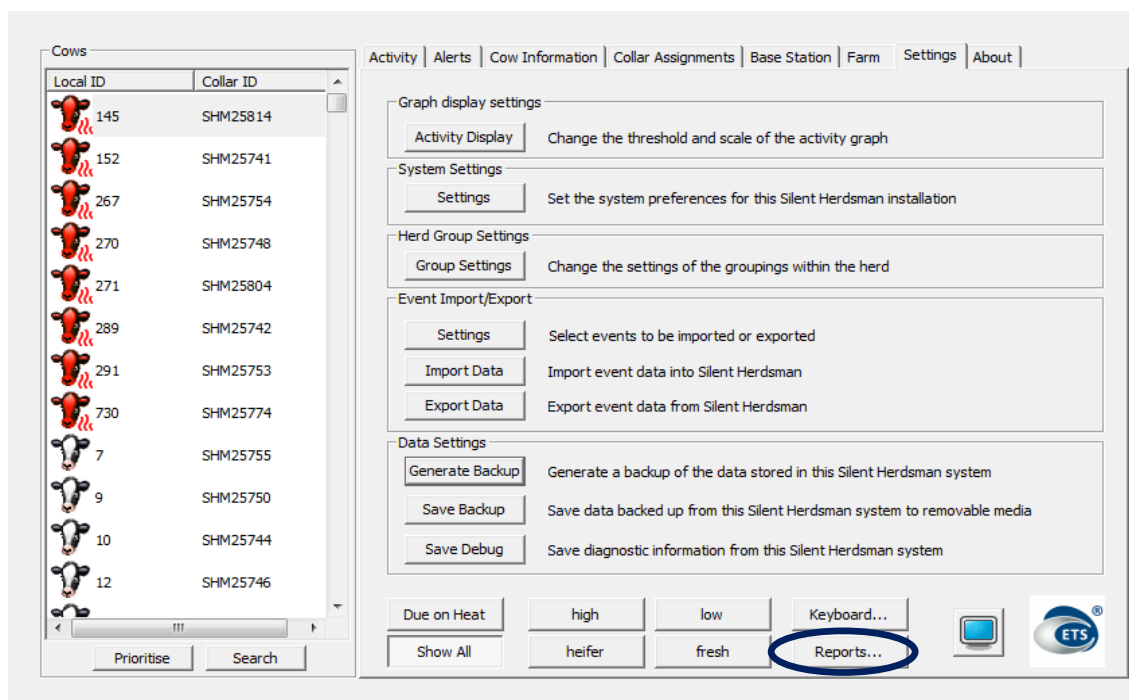 Cows
Local ID Collar ID
145 SHM25814
152 SHM25741
267 SHM25754
270 SHM25748
271 SHM25804
289 SHM25742
291 SHM25753
730 SHM25774
7 SHM25755
9 SHM25750
10 SHM25744
12 SHM25746
Prioritise Search
Activity Alerts Cow Information Collar Assignments Base Station Farm Settings About
Graph display settings
Activity Display Change the threshold and scale of the activity graph
System Settings
Settings Set the system preferences for this Silent Herdsman installation
Herd Group Settings
Group Settings Change the settings of the groupings within the herd
Event Import/Export
Settings Select events to be imported or exported
Import Data Import event data into Silent Herdsman
Export Data Export event data from Silent Herdsman
Data Settings
Generate Backup Generate a backup of the data stored in this Silent Herdsman system
Save Backup Save data backed up from this Silent Herdsman system to removable media
Save Debug Save diagnostic information from this Silent Herdsman system
Due on Heat high low Keyboard...
Show All heifer fresh Reports...
ETS ®